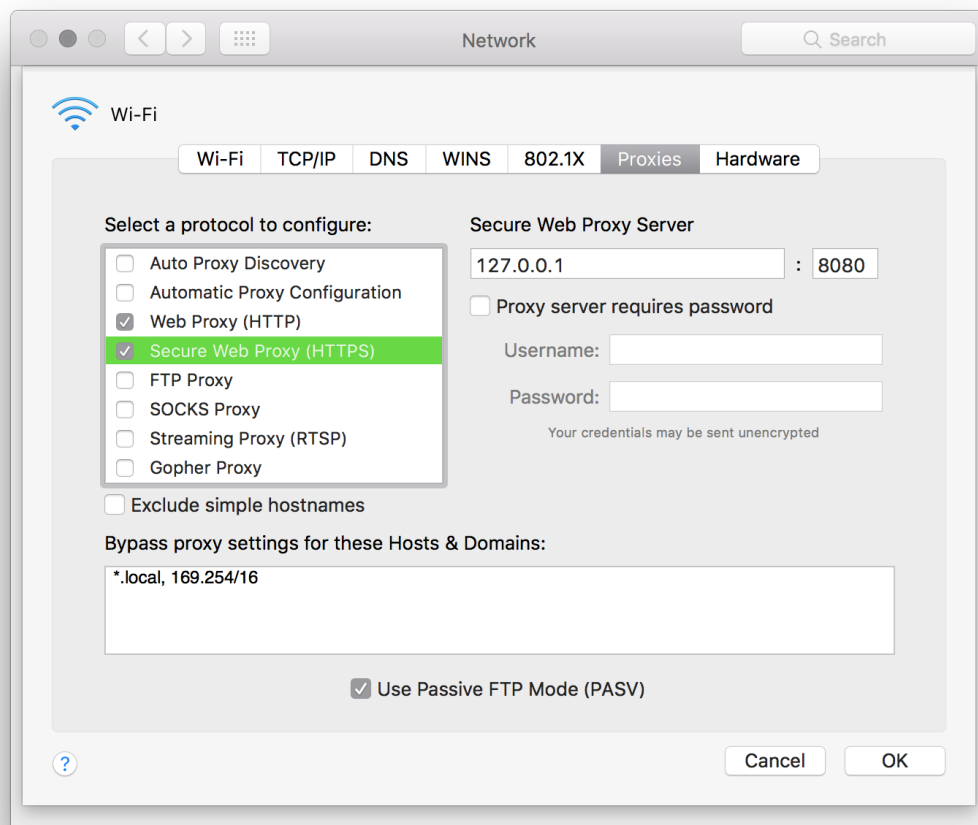 Network
Search
Wi-Fi
Wi-Fi TCP/IP DNS WINS 802.1X Proxies Hardware
Select a protocol to configure:
Auto Proxy Discovery
Automatic Proxy Configuration
Web Proxy (HTTP)
Secure Web Proxy (HTTPS)
FTP Proxy
SOCKS Proxy
Streaming Proxy (RTSP)
Gopher Proxy
Exclude simple hostnames
Secure Web Proxy Server
127.0.0.1 : 8080
Proxy server requires password
Username:
Password:
Your credentials may be sent unencrypted
Bypass proxy settings for these Hosts & Domains:
*.local, 169.254/16
Use Passive FTP Mode (PASV)
?
Cancel
OK